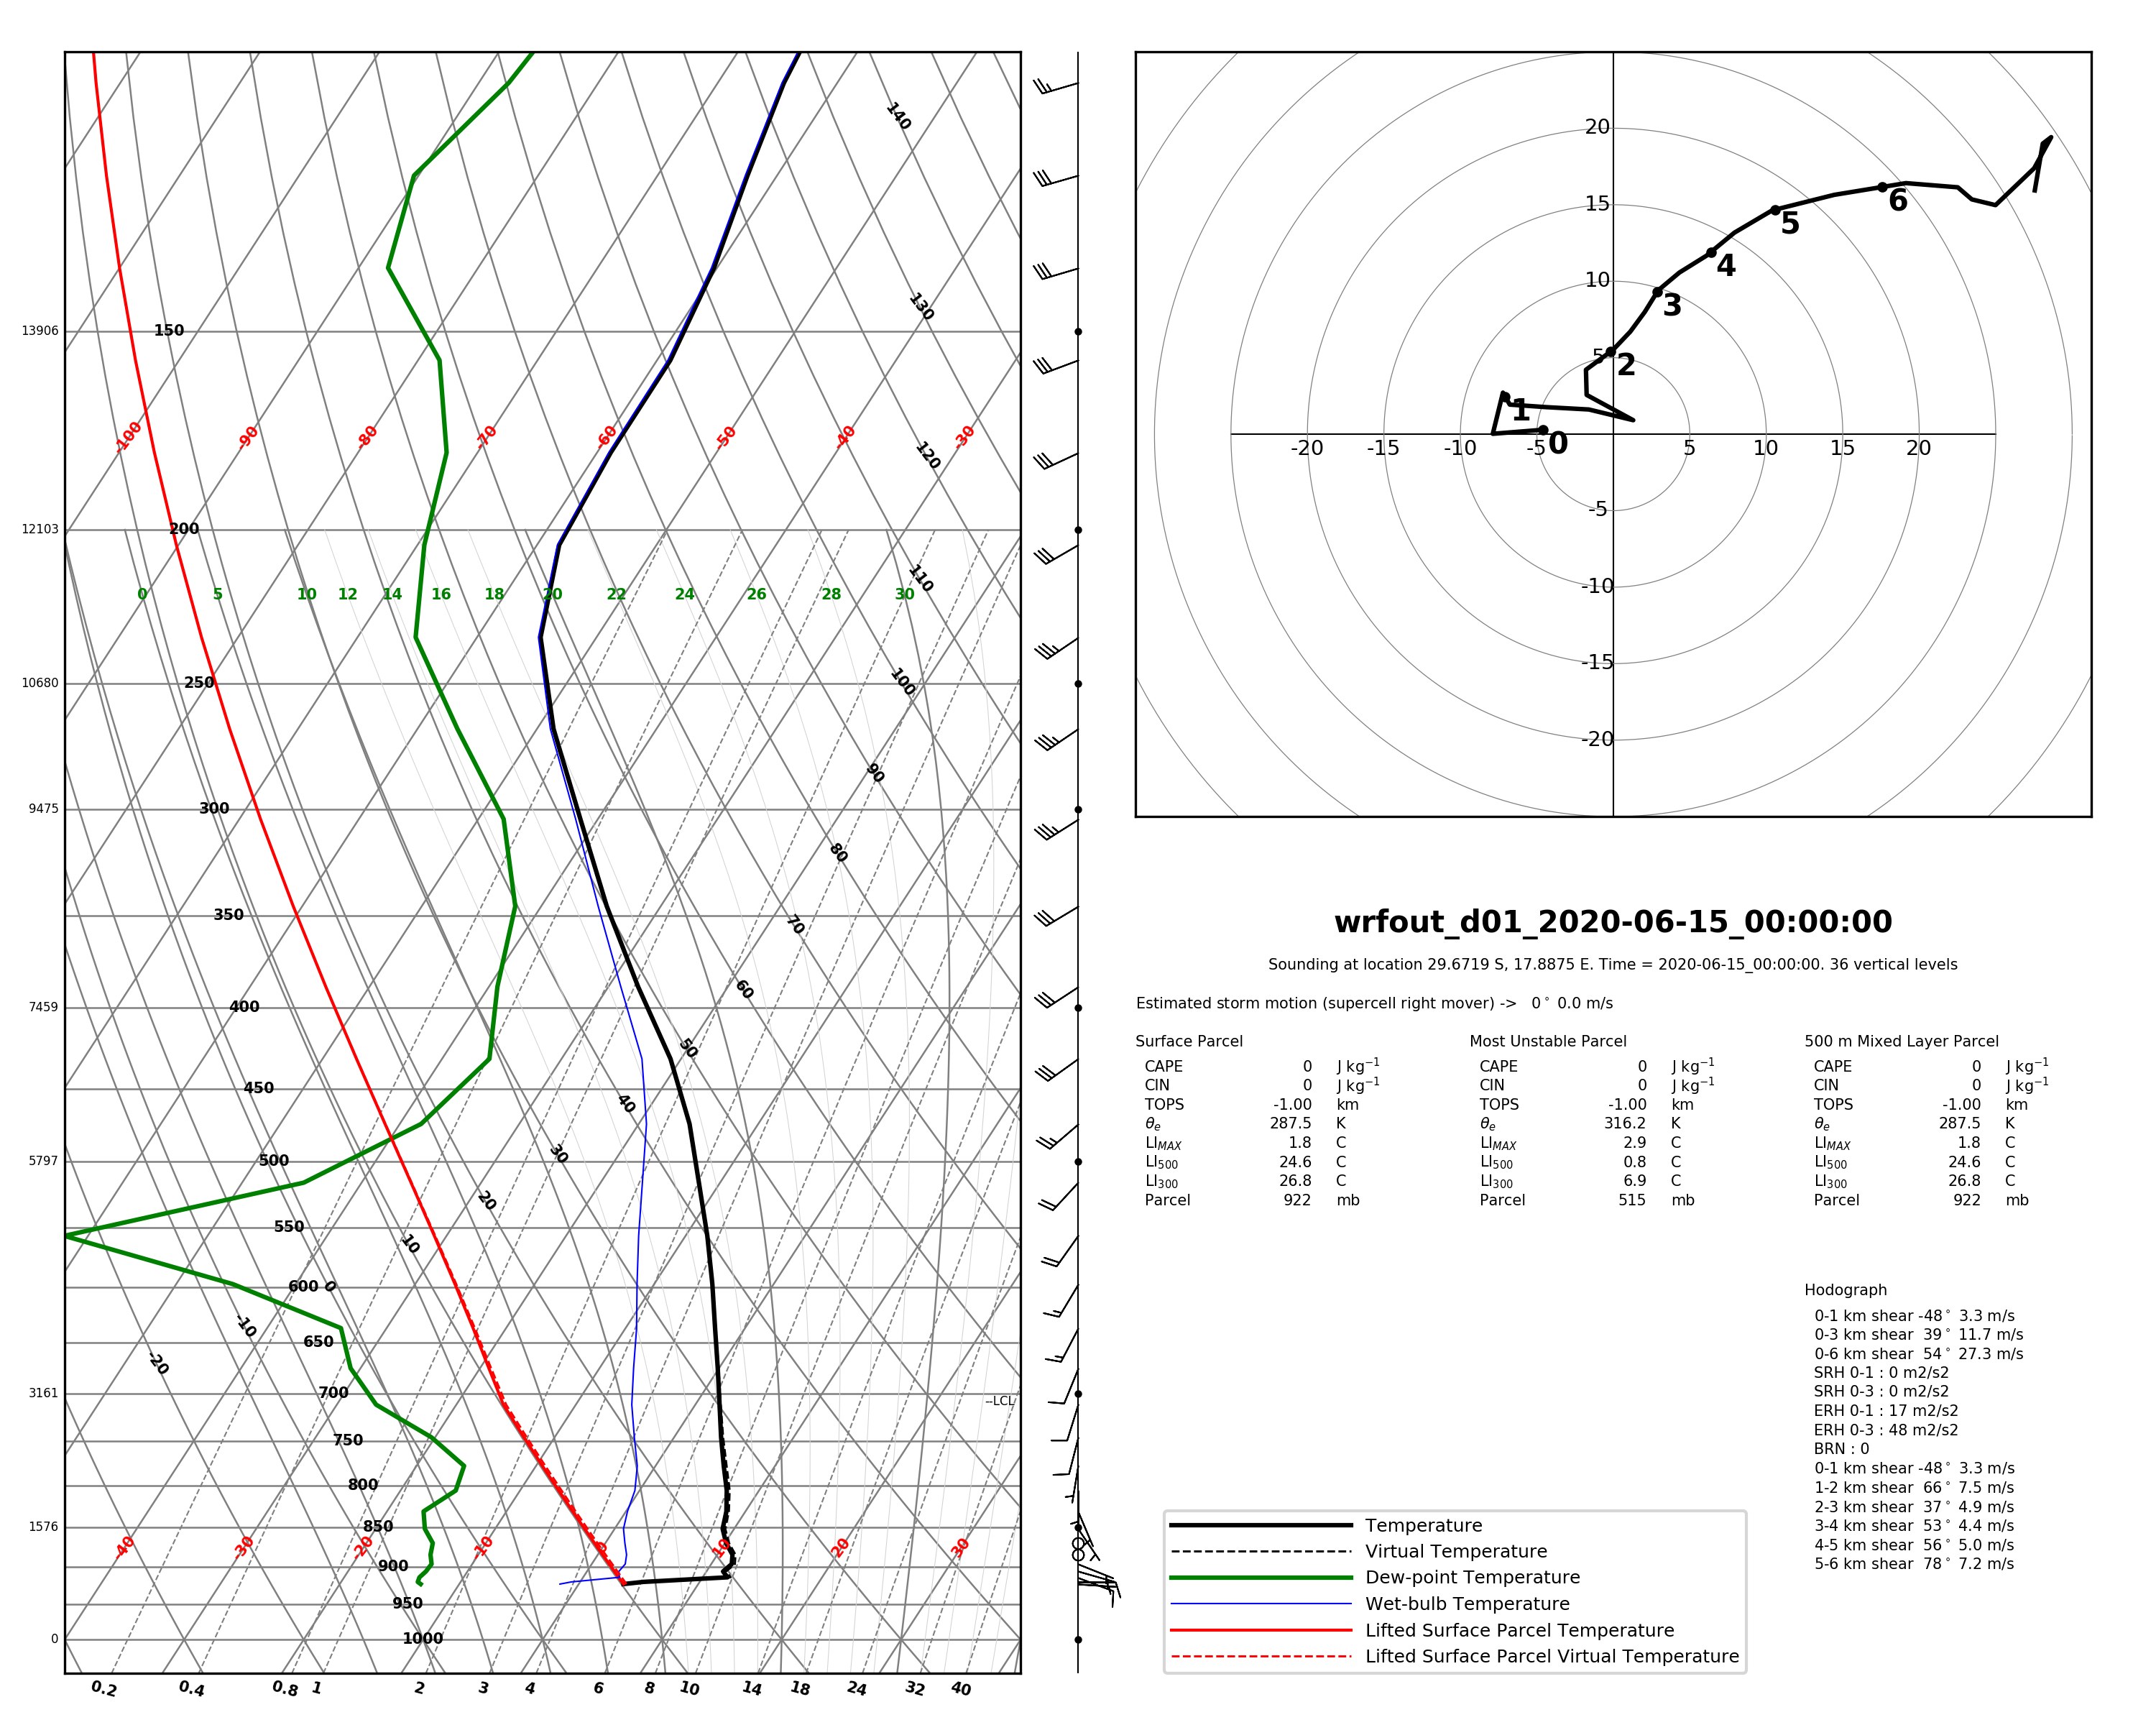 140
130
120
110
100
90
80
70
60
50
40
30
20
10
0
-10
-20
13906 150
-100 -90 -80 -70 -60 -50 -40 -30
12103 200
0 5 10 12 14 16 18 20 22 24 26 28 30
10680 250
9475 300
350
7459 400
450
5797 500
550
600
650
3161 700
--LCL
750
800
1576 850
-40 -30 -20 -10 0 10 20 30
900
950
0 1000
0.2 0.4 0.8 1 2 3 4 6 8 10 14 18 24 32 40
20
15
10
5
-20 -15 -10 -5 5 10 15 20
-5
-10
-15
-20
0 1 2 3 4 5 6
wrfout_d01_2020-06-15_00:00:00
Sounding at location 29.6719 S, 17.8875 E. Time = 2020-06-15_00:00:00. 36 vertical levels
Estimated storm motion (supercell right mover) -> 0° 0.0 m/s
Surface Parcel
CAPE 0 J kg⁻¹
CIN 0 J kg⁻¹
TOPS -1.00 km
θe 287.5 K
LIMAX 1.8 C
LI500 24.6 C
LI300 26.8 C
Parcel 922 mb
Most Unstable Parcel
CAPE 0 J kg⁻¹
CIN 0 J kg⁻¹
TOPS -1.00 km
θe 316.2 K
LIMAX 2.9 C
LI500 0.8 C
LI300 6.9 C
Parcel 515 mb
500 m Mixed Layer Parcel
CAPE 0 J kg⁻¹
CIN 0 J kg⁻¹
TOPS -1.00 km
θe 287.5 K
LIMAX 1.8 C
LI500 24.6 C
LI300 26.8 C
Parcel 922 mb
Hodograph
0-1 km shear -48° 3.3 m/s
0-3 km shear 39° 11.7 m/s
0-6 km shear 54° 27.3 m/s
SRH 0-1 : 0 m2/s2
SRH 0-3 : 0 m2/s2
ERH 0-1 : 17 m2/s2
ERH 0-3 : 48 m2/s2
BRN : 0
0-1 km shear -48° 3.3 m/s
1-2 km shear 66° 7.5 m/s
2-3 km shear 37° 4.9 m/s
3-4 km shear 53° 4.4 m/s
4-5 km shear 56° 5.0 m/s
5-6 km shear 78° 7.2 m/s
Temperature
Virtual Temperature
Dew-point Temperature
Wet-bulb Temperature
Lifted Surface Parcel Temperature
Lifted Surface Parcel Virtual Temperature